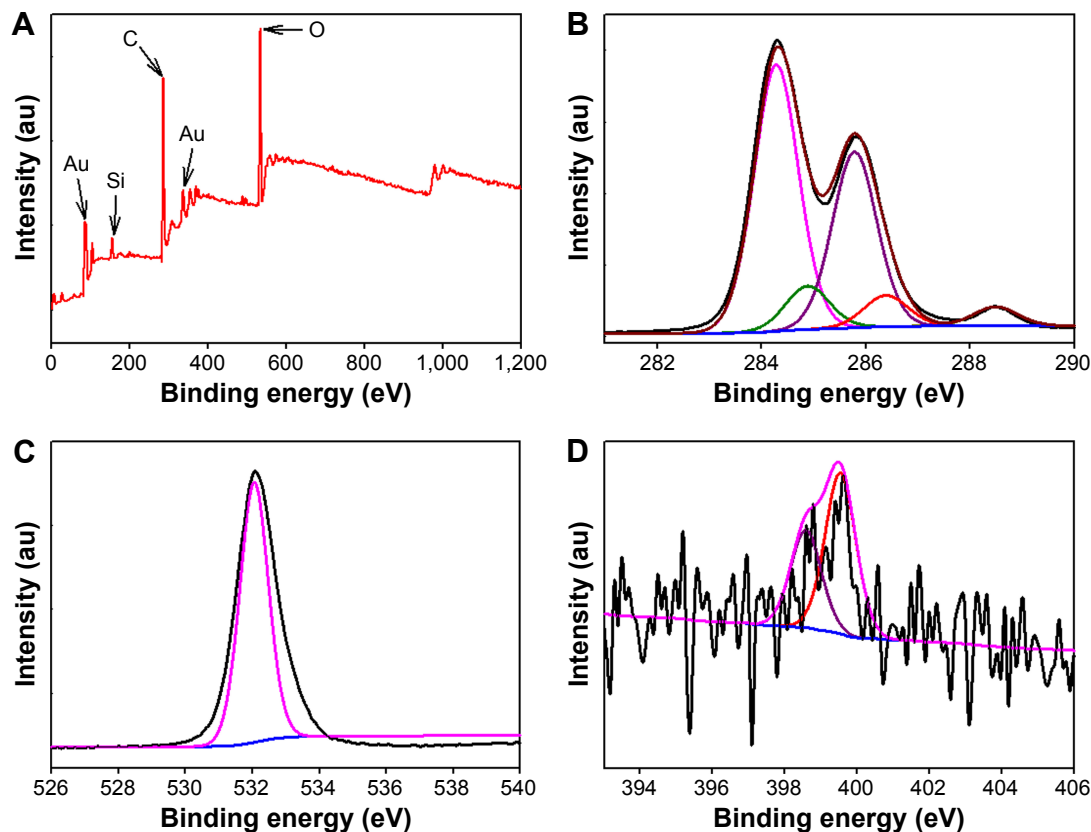 A
Intensity (au)
C
O
Au
Si
Au
0
200
400
600
800
1,000
1,200
Binding energy (eV)
B
Intensity (au)
282
284
286
288
290
Binding energy (eV)
C
Intensity (au)
526
528
530
532
534
536
538
540
Binding energy (eV)
D
Intensity (au)
394
396
398
400
402
404
406
Binding energy (eV)